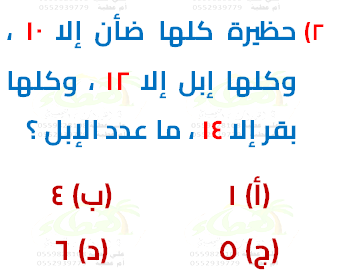 ٢) حظيرة كلها ضأن إلا ١٠ ،
وكلها إبل إلا ١٢ ، وكلها
بقر إلا ١٤ ، ما عدد الإبل ؟
(أ) ١ (ب) ٤
(ج) ٥ (د) ٦